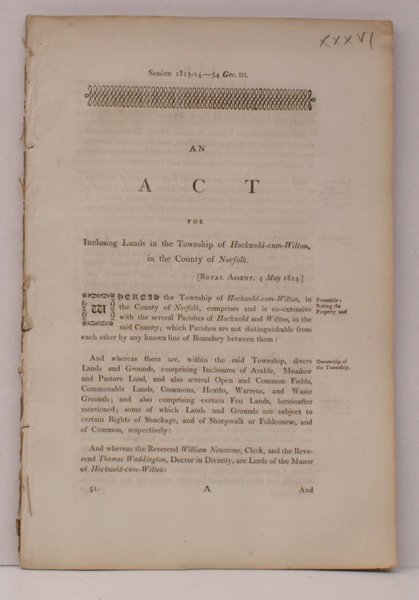 XXXVI
Session 1813-14.—54 Geo. III.
AN
ACT
FOR
Inclosing Lands in the Township of Hockwold-cum-Wilton,
in the County of Norfolk.
[ROYAL ASSENT, 4 May 1814.]
WHEREAS the Township of Hockwold-cum-Wilton, in
the County of Norfolk, comprises and is co-extensive
with the several Parishes of Hockwold and Wilton, in the
said County; which Parishes are not distinguishable from
each other by any known line of Boundary between them:
Preamble;
Stating the
Property and
And whereas there are, within the said Township, divers
Lands and Grounds, comprising Inclosures of Arable, Meadow
and Pasture Land, and also several Open and Common Fields,
Commonable Lands, Commons, Heaths, Warrens, and Waste
Grounds; and also comprising certain Fen Lands, hereinafter
mentioned; some of which Lands and Grounds are subject to
certain Rights of Shackage, and of Sheepwalk or Foldcourse, and
of Common, respectively:
Ownership of
the Township.
And whereas the Reverend William Newcome, Clerk, and the Reve-
rend Thomas Waddington, Doctor in Divinity, are Lords of the Manor
of Hockwold-cum-Wilton:
51. A And